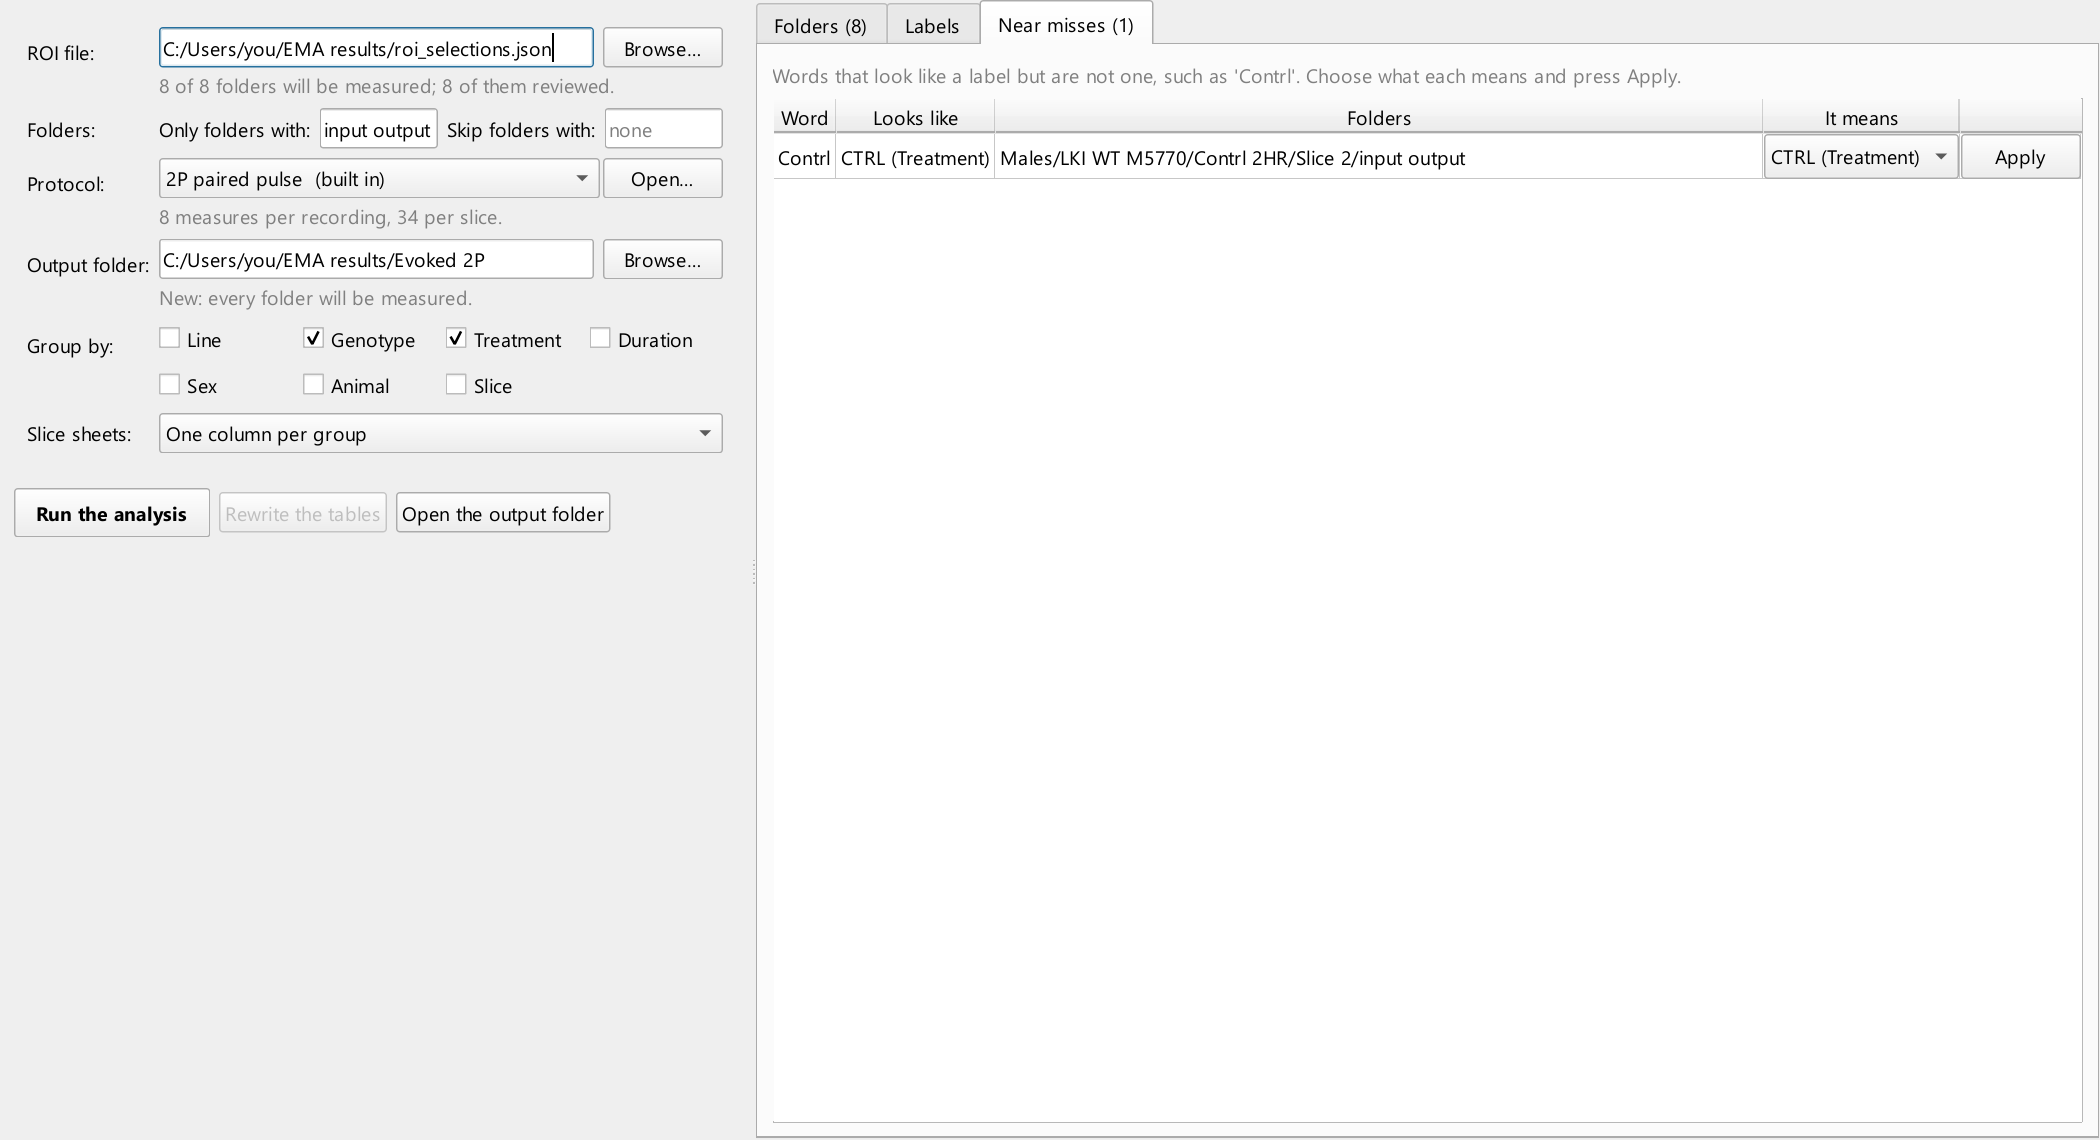 ROI file: C:/Users/you/EMA results/roi_selections.json Browse...
8 of 8 folders will be measured; 8 of them reviewed.
Folders: Only folders with: input output Skip folders with: none
Protocol: 2P paired pulse (built in) Open...
8 measures per recording, 34 per slice.
Output folder: C:/Users/you/EMA results/Evoked 2P Browse...
New: every folder will be measured.
Group by: Line Genotype Treatment Duration
Sex Animal Slice
Slice sheets: One column per group
Run the analysis Rewrite the tables Open the output folder
Folders (8) Labels Near misses (1)
Words that look like a label but are not one, such as 'Contrl'. Choose what each means and press Apply.
Word Looks like Folders It means
Contrl CTRL (Treatment) Males/LKI WT M5770/Contrl 2HR/Slice 2/input output CTRL (Treatment) Apply